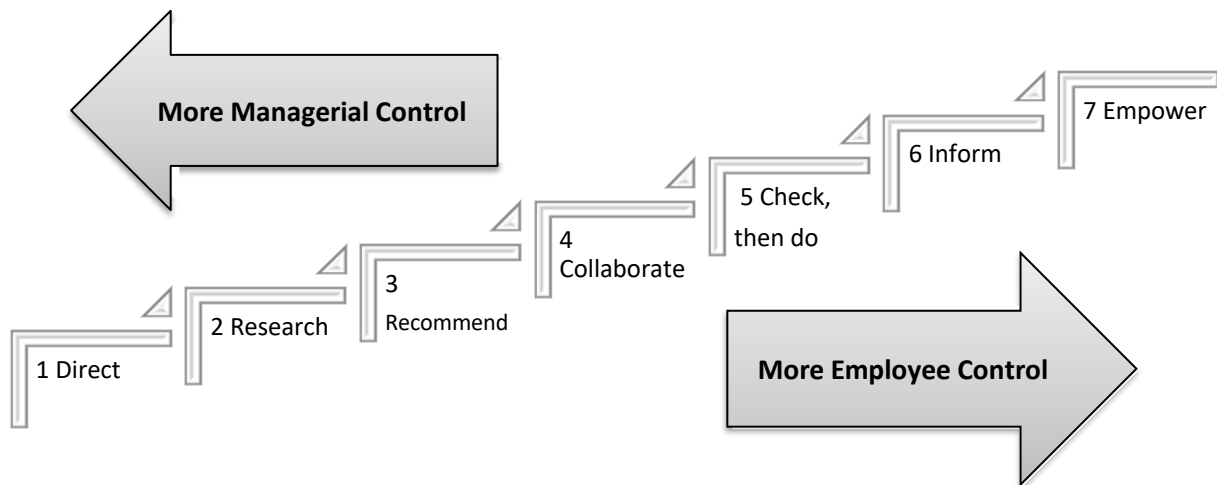 More Managerial Control
1 Direct
2 Research
3
Recommend
4
Collaborate
5 Check,
then do
6 Inform
7 Empower
More Employee Control